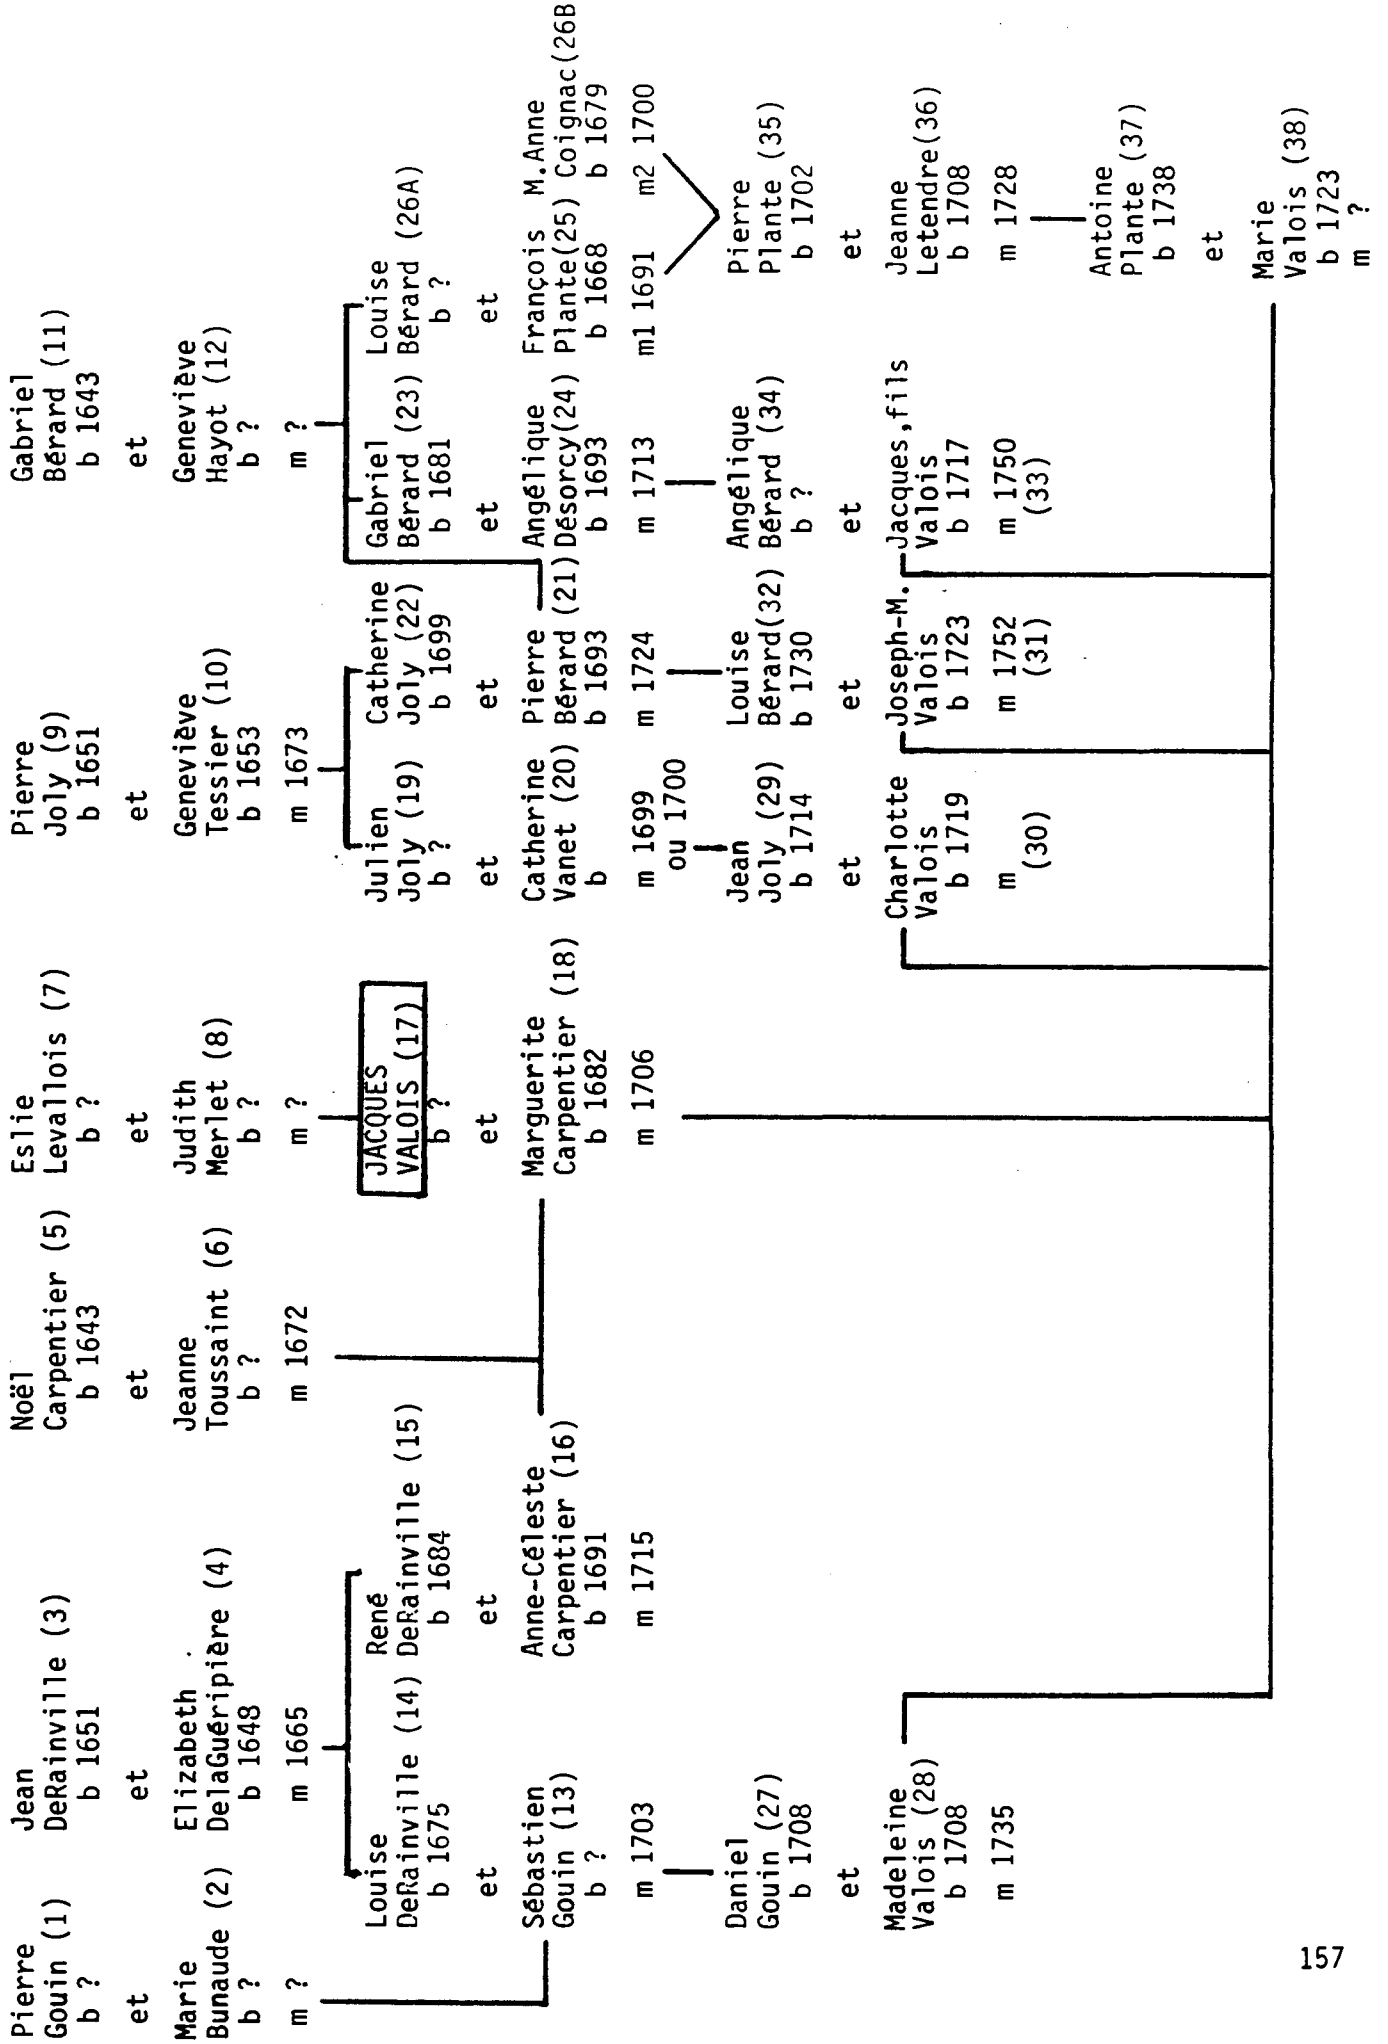 Pierre
Gouin (1)
b ?
et
Marie
Bunaude (2)
b ?
m ?
Jean
DeRainville (3)
b 1651
et
Elizabeth
DelaGuéripière (4)
b 1648
m 1665
Noël
Carpentier (5)
b 1643
et
Jeanne
Toussaint (6)
b ?
m 1672
Eslie
Levallois (7)
b ?
et
Judith
Merlet (8)
b ?
m ?
Pierre
Joly (9)
b 1651
et
Geneviève
Tessier (10)
b 1653
m 1673
Gabriel
Bérard (11)
b 1643
et
Geneviève
Hayot (12)
b ?
m ?
Louise
DeRainville (14)
b 1675
et
Sébastien
Gouin (13)
b ?
m 1703
René
DeRainville (15)
b 1684
et
Anne-Céleste
Carpentier (16)
b 1691
m 1715
JACQUES
VALOIS (17)
b ?
et
Marguerite
Carpentier (18)
b 1682
m 1706
Julien
Joly (19)
b ?
et
Catherine
Vanet (20)
b
m 1699
ou 1700
Catherine
Joly (22)
b 1699
et
Pierre
Bérard (21)
b 1693
m 1724
Gabriel
Bérard (23)
b 1681
et
Angélique
Désorcy(24)
b 1693
m 1713
Louise
Bérard (26A)
b ?
et
François
Plante(25)
b 1668
m1 1691
M.Anne
Coignac(26B
b 1679
m2 1700
Daniel
Gouin (27)
b 1708
et
Madeleine
Valois (28)
b 1708
m 1735
Jean
Joly (29)
b 1714
et
Charlotte
Valois
b 1719
m
(30)
Louise
Bérard(32)
b 1730
et
Joseph-M.
Valois
b 1723
m 1752
(31)
Angélique
Bérard (34)
b ?
et
Jacques,fils
Valois
b 1717
m 1750
(33)
Pierre
Plante (35)
b 1702
et
Jeanne
Letendre(36)
b 1708
m 1728
Antoine
Plante (37)
b 1738
et
Marie
Valois (38)
b 1723
m ?
157